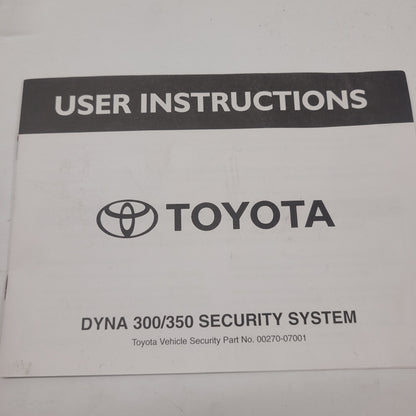 USER INSTRUCTIONS
TOYOTA
DYNA 300/350 SECURITY SYSTEM
Toyota Vehicle Security Part No. 00270-07001